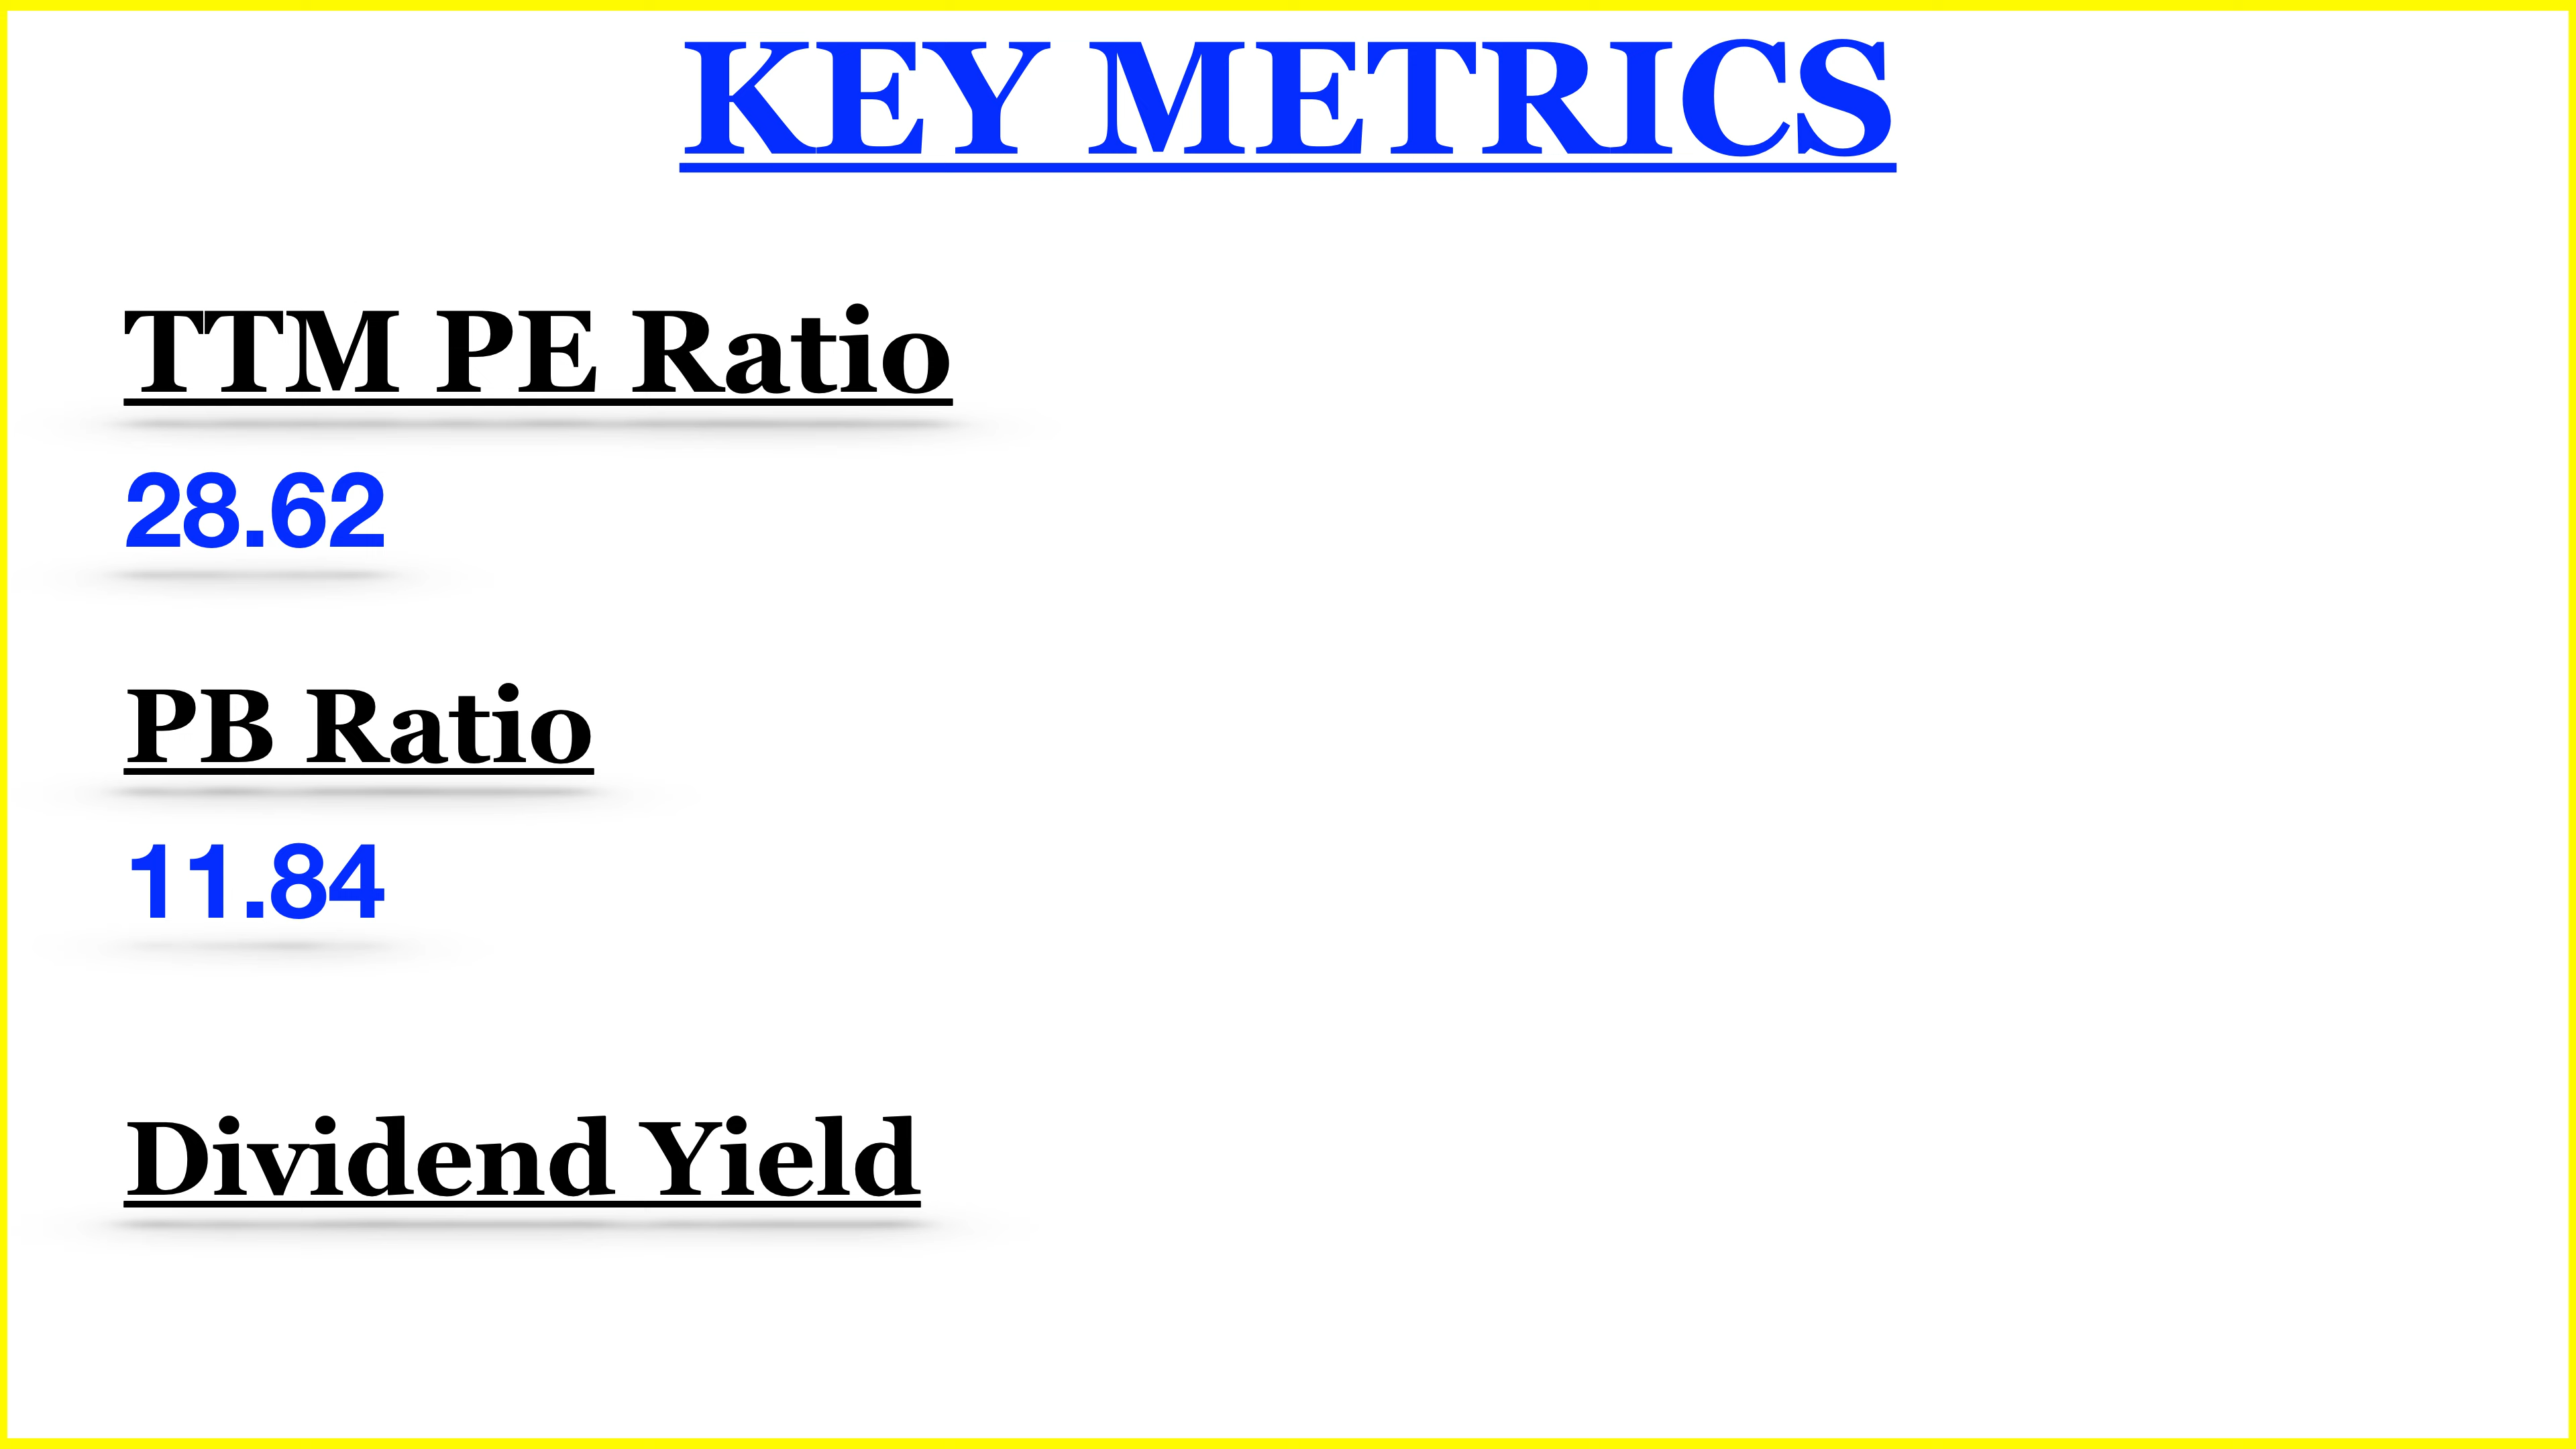 KEY METRICS
TTM PE Ratio
28.62
PB Ratio
11.84
Dividend Yield